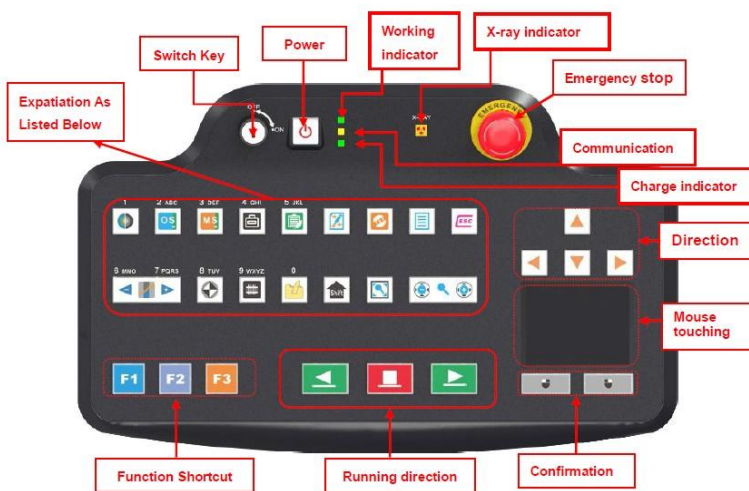 Working
indicator
X-ray indicator
Power
Switch Key
Emergency stop
Expatiation As
Listed Below
OFF
ON
X-RAY
EMERGENC
Communication
Charge indicator
1
2 ABC
3 DEF
4 GHI
5 JKL
OS
MS
ESC
Direction
6 MNO
7 PQRS
8 TUV
9 WXYZ
0
Shift
Mouse
touching
F1
F2
F3
Function Shortcut
Running direction
Confirmation